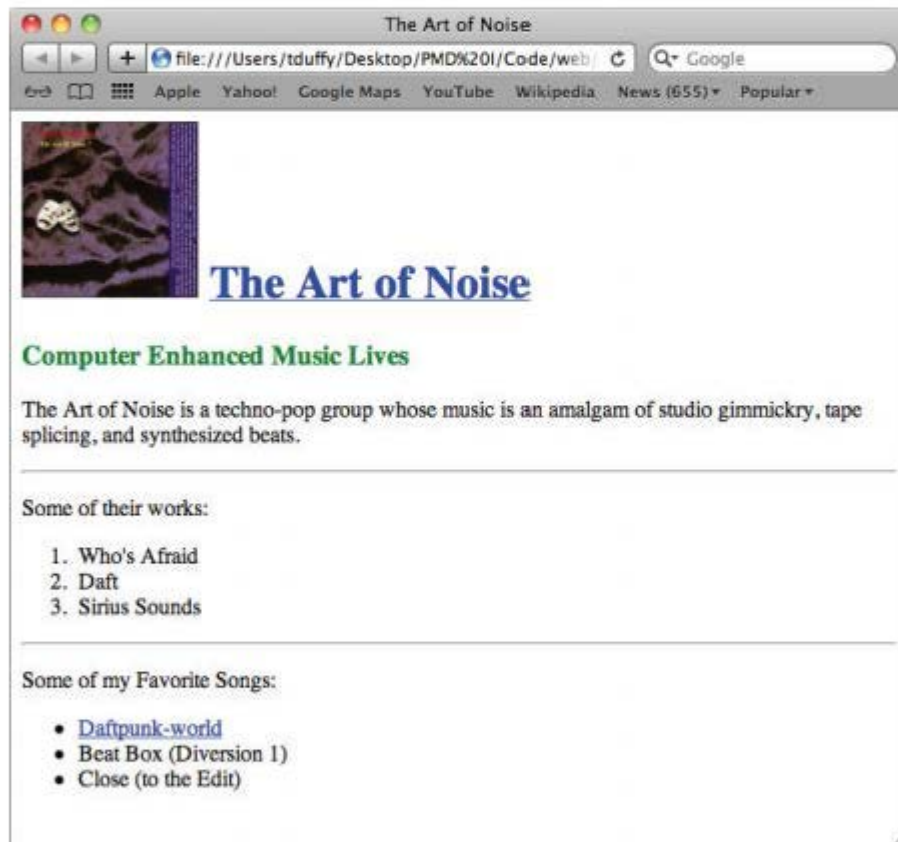 The Art of Noise
file:///Users/tduffy/Desktop/PMD%20I/Code/web/
Google
Apple Yahoo! Google Maps YouTube Wikipedia News (655) Popular
The Art of Noise
Computer Enhanced Music Lives
The Art of Noise is a techno-pop group whose music is an amalgam of studio gimmickry, tape
splicing, and synthesized beats.
Some of their works:
1. Who's Afraid
2. Daft
3. Sirius Sounds
Some of my Favorite Songs:
• Daftpunk-world
• Beat Box (Diversion 1)
• Close (to the Edit)